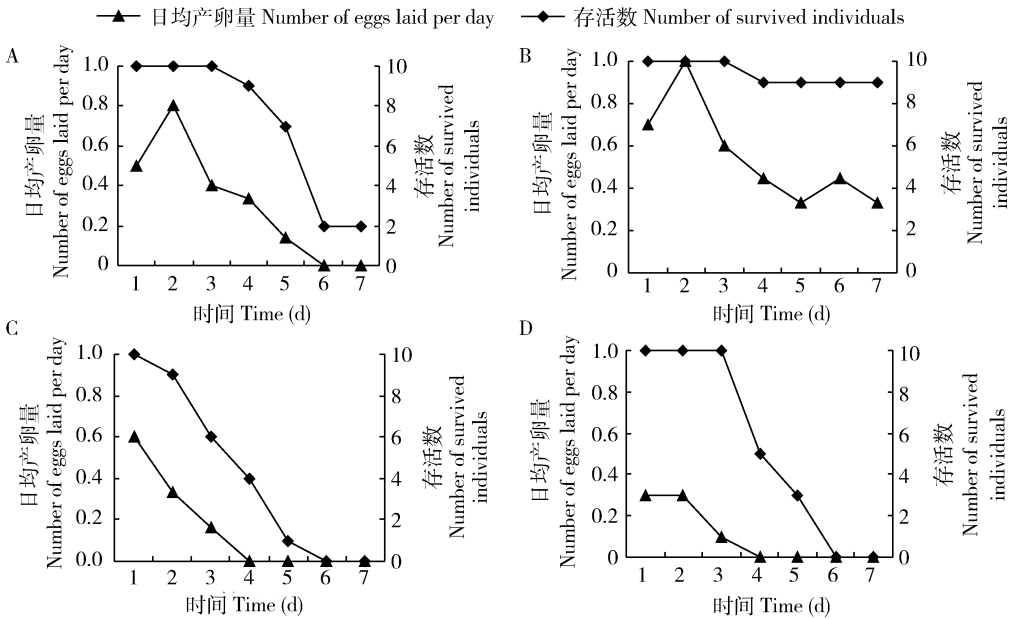 日均产卵量 Number of eggs laid per day 存活数 Number of survived individuals
A
日均产卵量
Number of eggs laid per day
1.0
0.8
0.6
0.4
0.2
0
10
8
6
4
2
0
存活数
Number of survived
individuals
1 2 3 4 5 6 7
时间 Time (d)
B
日均产卵量
Number of eggs laid per day
1.0
0.8
0.6
0.4
0.2
0
10
8
6
4
2
0
存活数
Number of survived
individuals
1 2 3 4 5 6 7
时间 Time (d)
C
日均产卵量
Number of eggs laid per day
1.0
0.8
0.6
0.4
0.2
0.0
10
8
6
4
2
0
存活数
Number of survived
individuals
1 2 3 4 5 6 7
时间 Time (d)
D
日均产卵量
Number of eggs laid per day
1.0
0.8
0.6
0.4
0.2
0
10
8
6
4
2
0
存活数
Number of survived
individuals
1 2 3 4 5 6 7
时间 Time (d)